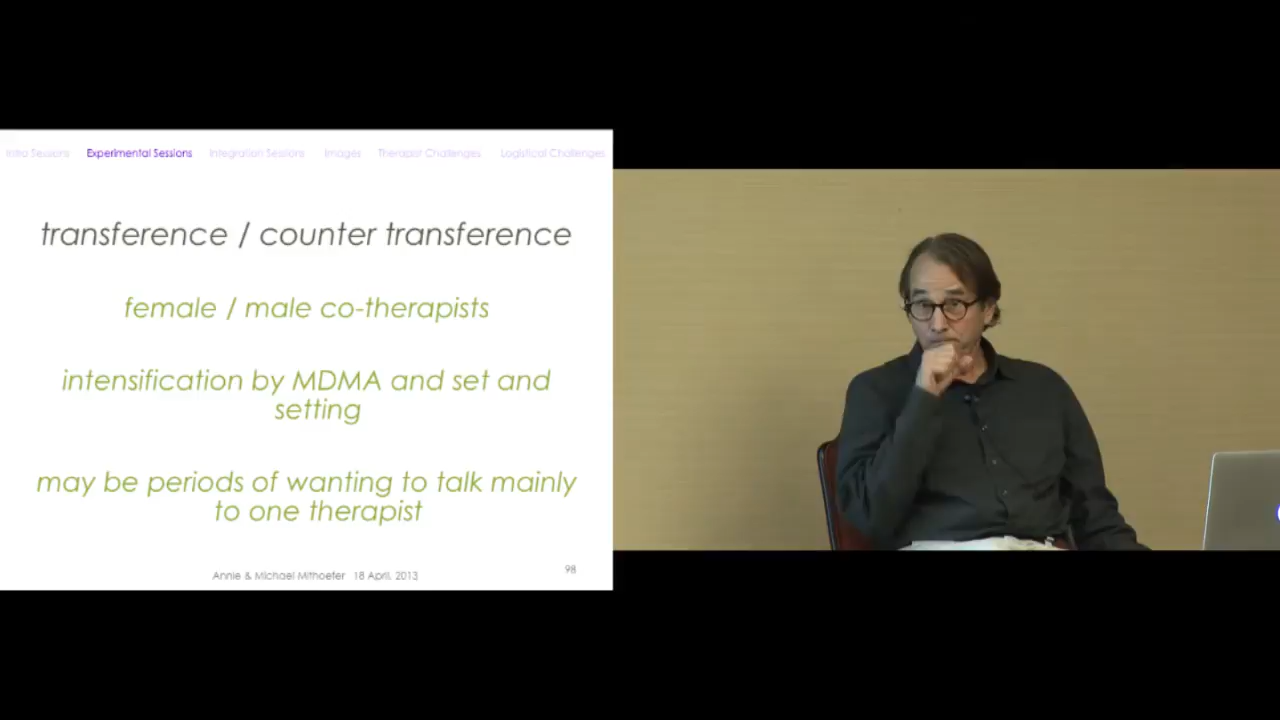 Intro Sessions Experimental Sessions Integration Sessions Images Therapist Challenges Logistical Challenges
transference / counter transference
female / male co-therapists
intensification by MDMA and set and
setting
may be periods of wanting to talk mainly
to one therapist
Annie & Michael Mithoefer 18 April, 2013
98